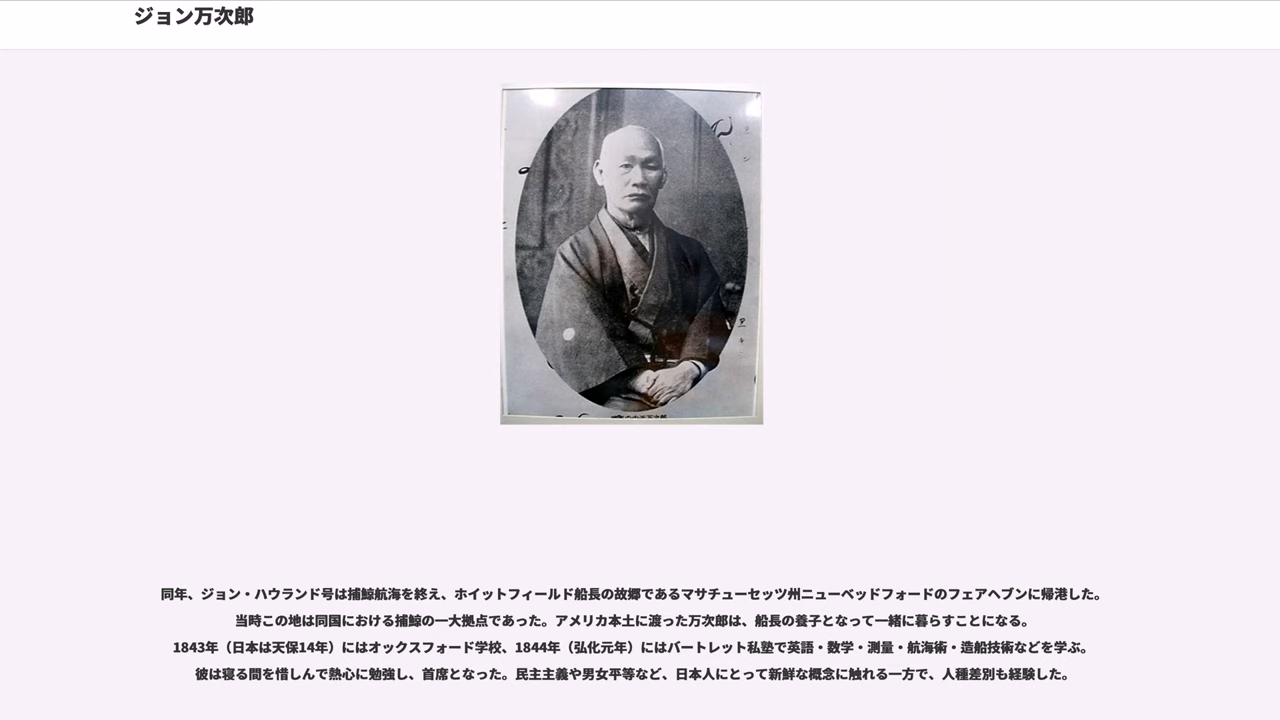 ジョン万次郎
同年、ジョン・ハウランド号は捕鯨航海を終え、ホイットフィールド船長の故郷であるマサチューセッツ州ニューベッドフォードのフェアヘブンに帰港した。
当時この地は同国における捕鯨の一大拠点であった。アメリカ本土に渡った万次郎は、船長の養子となって一緒に暮らすことになる。
1843年（日本は天保14年）にはオックスフォード学校、1844年（弘化元年）にはバートレット私塾で英語・数学・測量・航海術・造船技術などを学ぶ。
彼は寝る間を惜しんで熱心に勉強し、首席となった。民主主義や男女平等など、日本人にとって新鮮な概念に触れる一方で、人種差別も経験した。